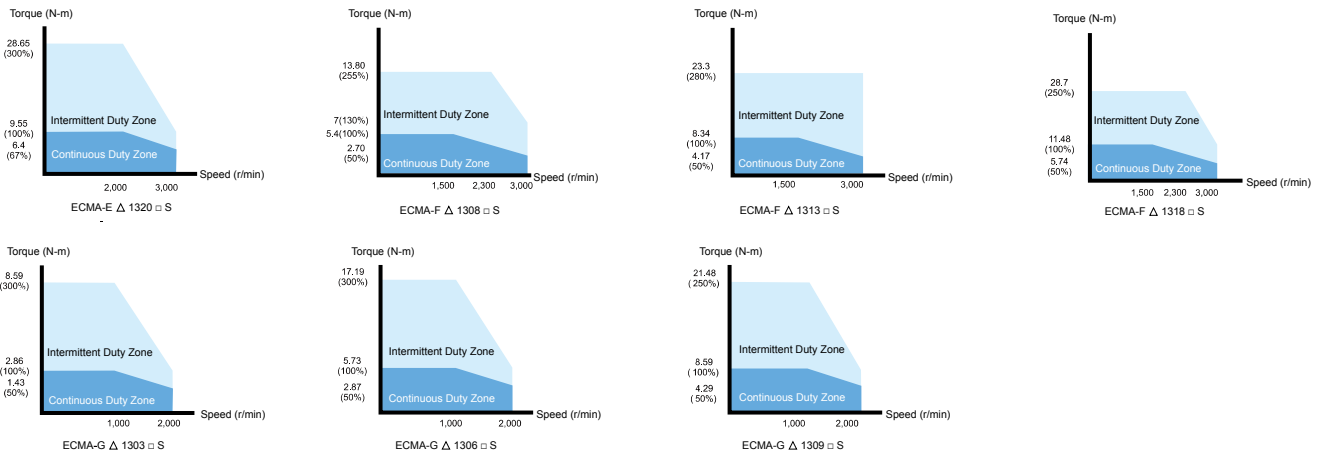 Torque (N-m)
28.65
(300%)
9.55
(100%)
6.4
(67%)
Intermittent Duty Zone
Continuous Duty Zone
Speed (r/min)
2,000 3,000
ECMA-E △ 1320 □ S
-
Torque (N-m)
13.80
(255%)
7(130%)
5.4(100%)
2.70
(50%)
Intermittent Duty Zone
Continuous Duty Zone
Speed (r/min)
1,500 2,300 3,000
ECMA-F △ 1308 □ S
Torque (N-m)
23.3
(280%)
8.34
(100%)
4.17
(50%)
Intermittent Duty Zone
Continuous Duty Zone
Speed (r/min)
1,500 3,000
ECMA-F △ 1313 □ S
Torque (N-m)
28.7
(250%)
11.48
(100%)
5.74
(50%)
Intermittent Duty Zone
Continuous Duty Zone
Speed (r/min)
1,500 2,300 3,000
ECMA-F △ 1318 □ S
Torque (N-m)
8.59
(300%)
2.86
(100%)
1.43
(50%)
Intermittent Duty Zone
Continuous Duty Zone
Speed (r/min)
1,000 2,000
ECMA-G △ 1303 □ S
Torque (N-m)
17.19
(300%)
5.73
(100%)
2.87
(50%)
Intermittent Duty Zone
Continuous Duty Zone
Speed (r/min)
1,000 2,000
ECMA-G △ 1306 □ S
Torque (N-m)
21.48
( 250%)
8.59
( 100%)
4.29
( 50%)
Intermittent Duty Zone
Continuous Duty Zone
Speed (r/min)
1,000 2,000
ECMA-G △ 1309 □ S